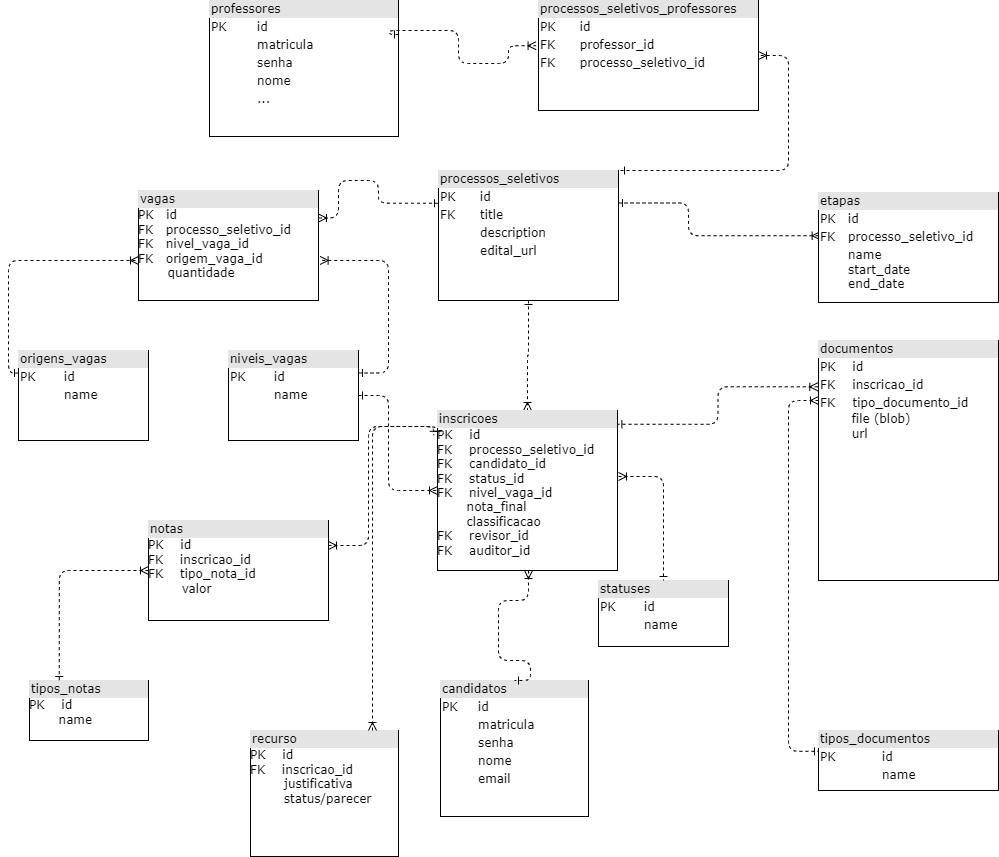 professores
PK id
matricula
senha
nome
...
processos_seletivos_professores
PK id
FK professor_id
FK processo_seletivo_id
vagas
PK id
FK processo_seletivo_id
FK nivel_vaga_id
FK origem_vaga_id
quantidade
processos_seletivos
PK id
FK title
description
edital_url
etapas
PK id
FK processo_seletivo_id
name
start_date
end_date
origens_vagas
PK id
name
niveis_vagas
PK id
name
inscricoes
PK id
FK processo_seletivo_id
FK candidato_id
FK status_id
FK nivel_vaga_id
nota_final
classificacao
FK revisor_id
FK auditor_id
documentos
PK id
FK inscricao_id
FK tipo_documento_id
file (blob)
url
notas
PK id
FK inscricao_id
FK tipo_nota_id
valor
statuses
PK id
name
tipos_notas
PK id
name
recurso
PK id
FK inscricao_id
justificativa
status/parecer
candidatos
PK id
matricula
senha
nome
email
tipos_documentos
PK id
name